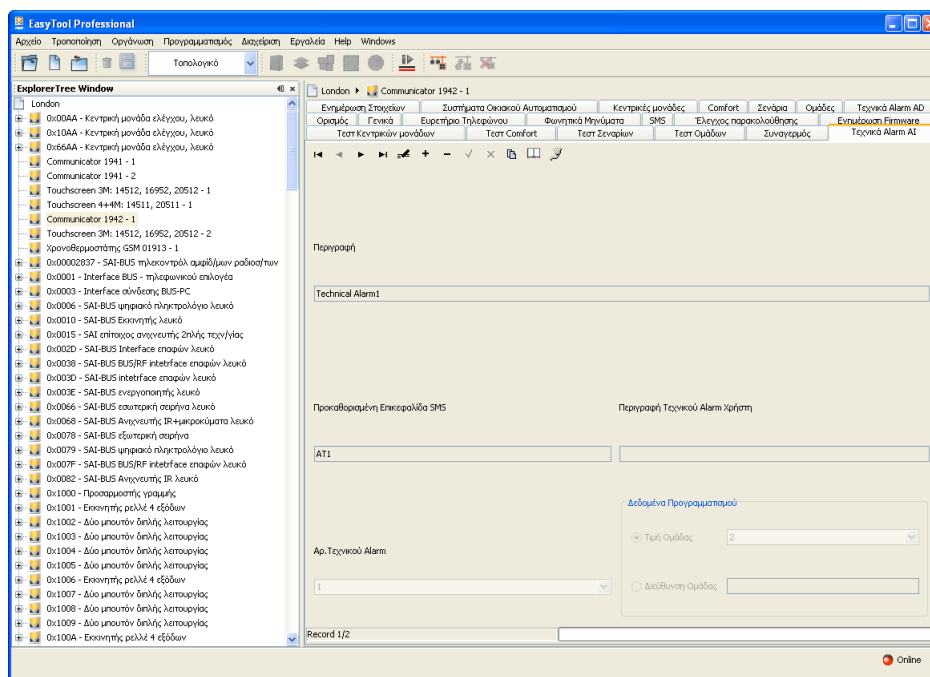 EasyTool Professional
Αρχείο Τροποποίηση Οργάνωση Προγραμματισμός Διαχείριση Εργαλεία Help Windows
Τοπολογικό
ExplorerTree Window
London
0x00AA - Κεντρική μονάδα ελέγχου, λευκό
0x10AA - Κεντρική μονάδα ελέγχου, λευκό
0x66AA - Κεντρική μονάδα ελέγχου, λευκό
Communicator 1941 - 1
Communicator 1941 - 2
Touchscreen 3M: 14512, 16952, 20512 - 1
Touchscreen 4+4M: 14511, 20511 - 1
Communicator 1942 - 1
Touchscreen 3M: 14512, 16952, 20512 - 2
Χρονοθερμοστάτης GSM 01913 - 1
0x00002837 - SAI-BUS τηλεκοντρόλ αμφίδ/μων ραδιοσ/των
0x0001 - Interface BUS - τηλεφωνικού επιλογέα
0x0003 - Interface σύνδεσης BUS-PC
0x0006 - SAI-BUS ψηφιακό πληκτρολόγιο λευκό
0x0010 - SAI-BUS Εκκινητής λευκό
0x0015 - SAI επίτοιχος ανιχνευτής 2πλής τεχν/γίας
0x002D - SAI-BUS Interface επαφών λευκό
0x0038 - SAI-BUS BUS/RF intetrface επαφών λευκό
0x003D - SAI-BUS intetrface επαφών λευκό
0x003E - SAI-BUS ενεργοποιητής λευκό
0x0066 - SAI-BUS εσωτερική σειρήνα λευκό
0x0068 - SAI-BUS Ανιχνευτής IR+μικροκύματα λευκό
0x0078 - SAI-BUS εξωτερική σειρήνα
0x0079 - SAI-BUS ψηφιακό πληκτρολόγιο λευκό
0x007F - SAI-BUS BUS/RF intetrface επαφών λευκό
0x0082 - SAI-BUS Ανιχνευτής IR λευκό
0x1000 - Προσαρμοστής γραμμής
0x1001 - Εκκινητής ρελλέ 4 εξόδων
0x1002 - Δύο μπουτόν διπλής λειτουργίας
0x1003 - Δύο μπουτόν διπλής λειτουργίας
0x1004 - Δύο μπουτόν διπλής λειτουργίας
0x1005 - Δύο μπουτόν διπλής λειτουργίας
0x1006 - Εκκινητής ρελλέ 4 εξόδων
0x1007 - Δύο μπουτόν διπλής λειτουργίας
0x1008 - Δύο μπουτόν διπλής λειτουργίας
0x1009 - Δύο μπουτόν διπλής λειτουργίας
0x100A - Εκκινητής ρελλέ 4 εξόδων
London Communicator 1942 - 1
Ενημέρωση Στοιχείων Συστήματα Οικιακού Αυτοματισμού Κεντρικές μονάδες Comfort Σενάρια Ομάδες Τεχνικά Alarm AD
Ορισμός Γενικά Ευρετήριο Τηλεφώνου Φωνητικά Μηνύματα SMS Έλεγχος παρακολούθησης Ενημέρωση Firmware
Τεστ Κεντρικών μονάδων Τεστ Comfort Τεστ Σεναρίων Τεστ Ομάδων Συναγερμός Τεχνικά Alarm AI
Περιγραφή
Technical Alarm1
Προκαθορισμένη Επικεφαλίδα SMS Περιγραφή Τεχνικού Alarm Χρήστη
AT1
Δεδομένα Προγραμματισμού
Τιμή Ομάδας 2
Αρ.Τεχνικού Alarm
1
Διεύθυνση Ομάδας
Record 1/2
Online